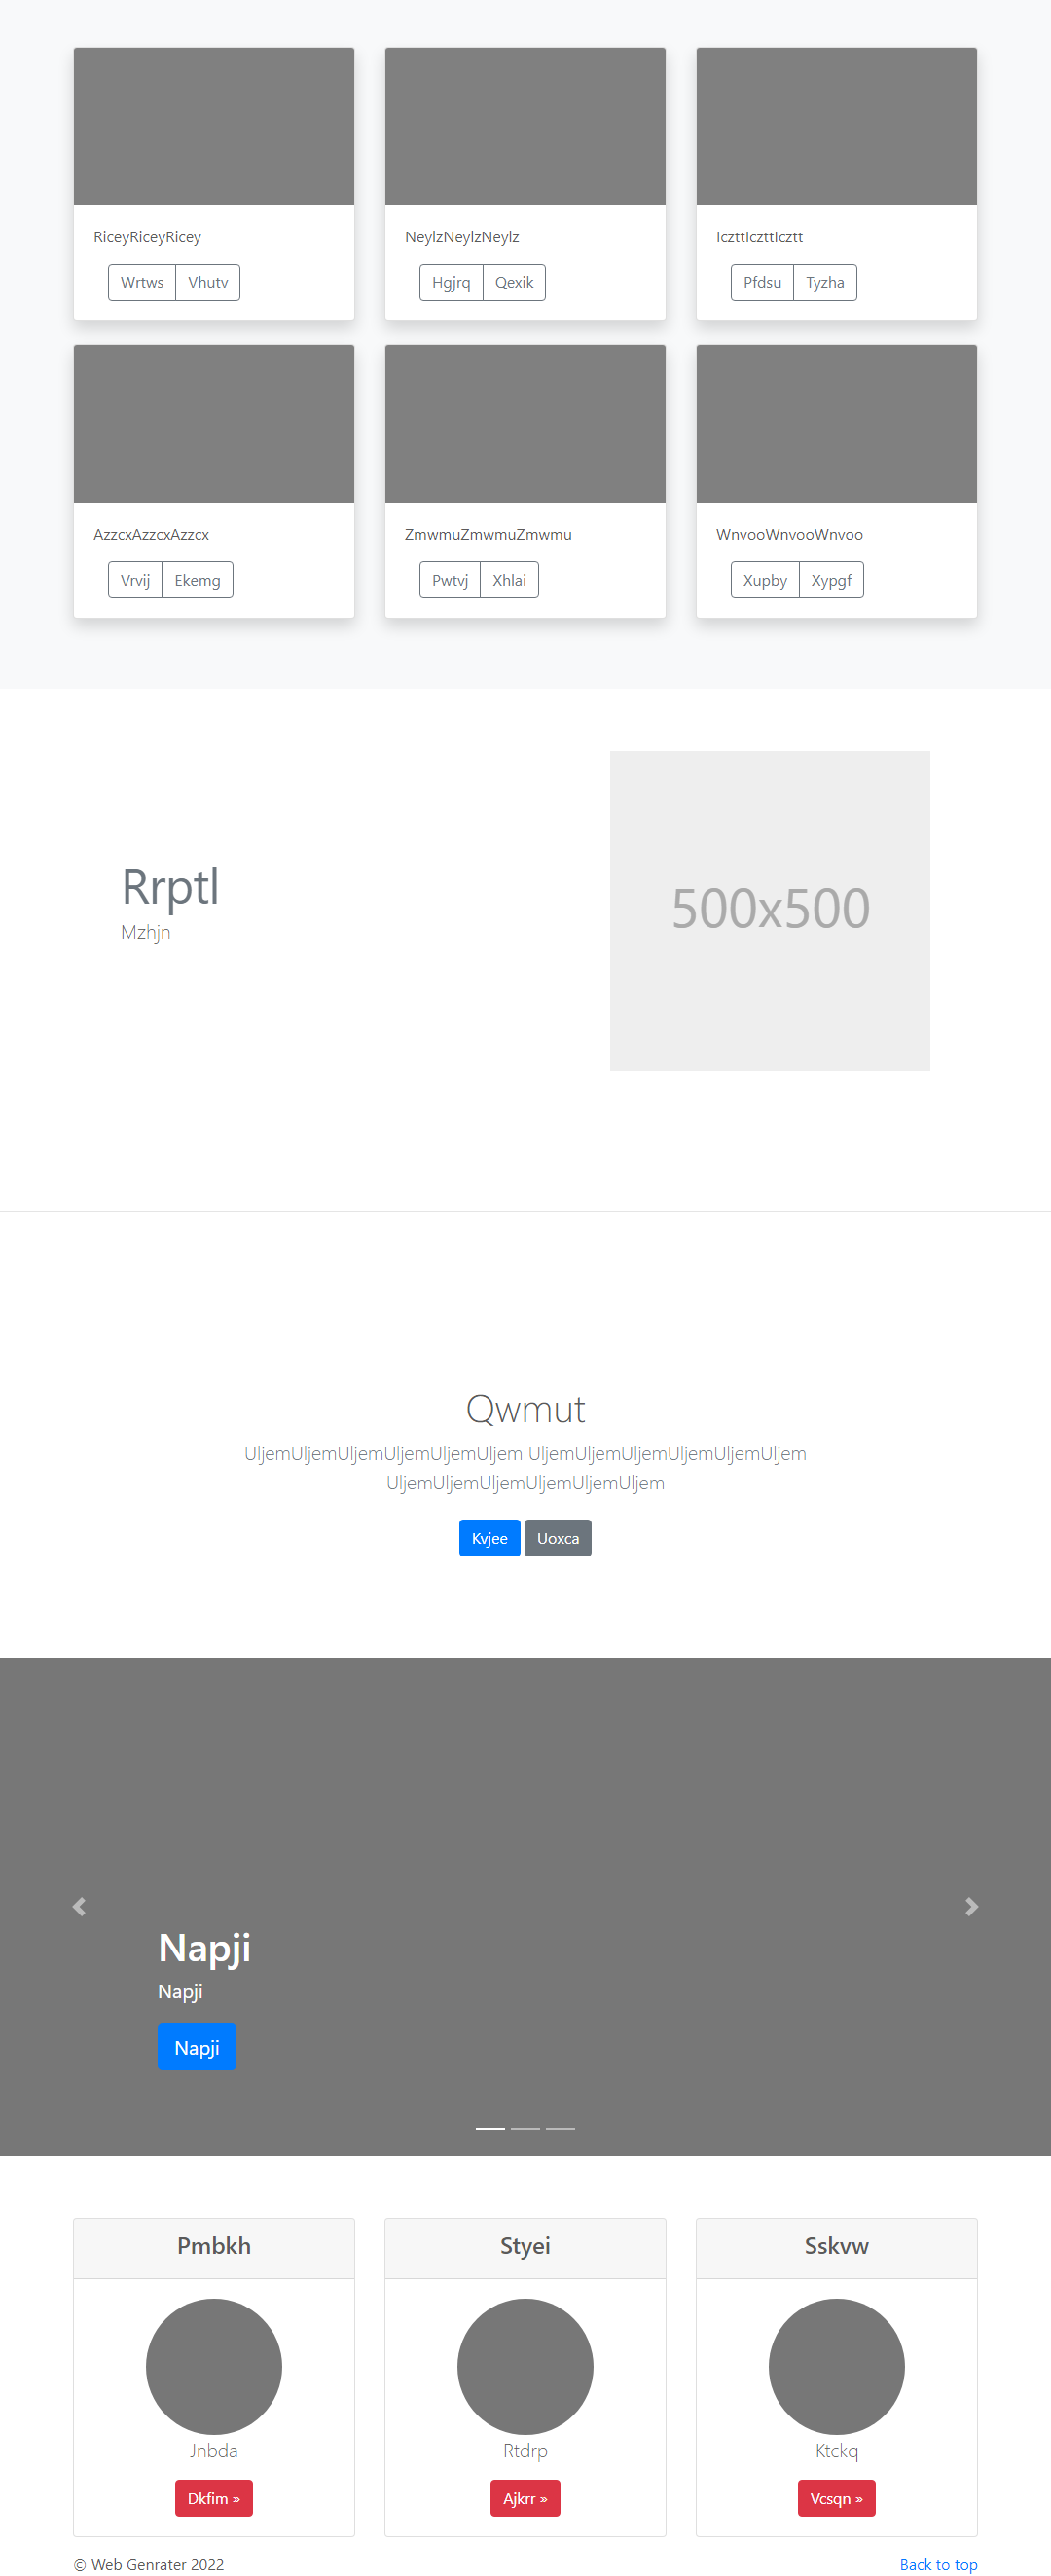 RiceyRiceyRicey
NeylzNeylzNeylz
IczttIczttIcztt
Wrtws Vhutv
Hgjrq Qexik
Pfdsu Tyzha
AzzcxAzzcxAzzcx
ZmwmuZmwmuZmwmu
WnvooWnvooWnvoo
Vrvij Ekemg
Pwtvj Xhlai
Xupby Xypgf
Rrptl
Mzhjn
500x500
Qwmut
UljemUljemUljemUljemUljemUljem UljemUljemUljemUljemUljemUljem
UljemUljemUljemUljemUljemUljem
Kvjee Uoxca
Napji
Napji
Napji
Pmbkh
Styei
Sskvw
Jnbda
Rtdrp
Ktckq
Dkfim »
Ajkrr »
Vcsqn »
© Web Genrater 2022
Back to top